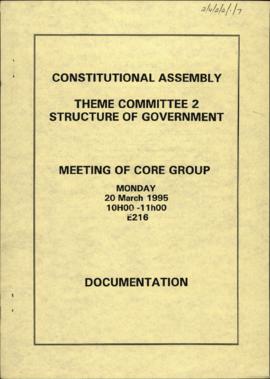 2/4/2/2/1/7
CONSTITUTIONAL ASSEMBLY
THEME COMMITTEE 2
STRUCTURE OF GOVERNMENT
MEETING OF CORE GROUP
MONDAY
20 March 1995
10H00 -11h00
E216
DOCUMENTATION